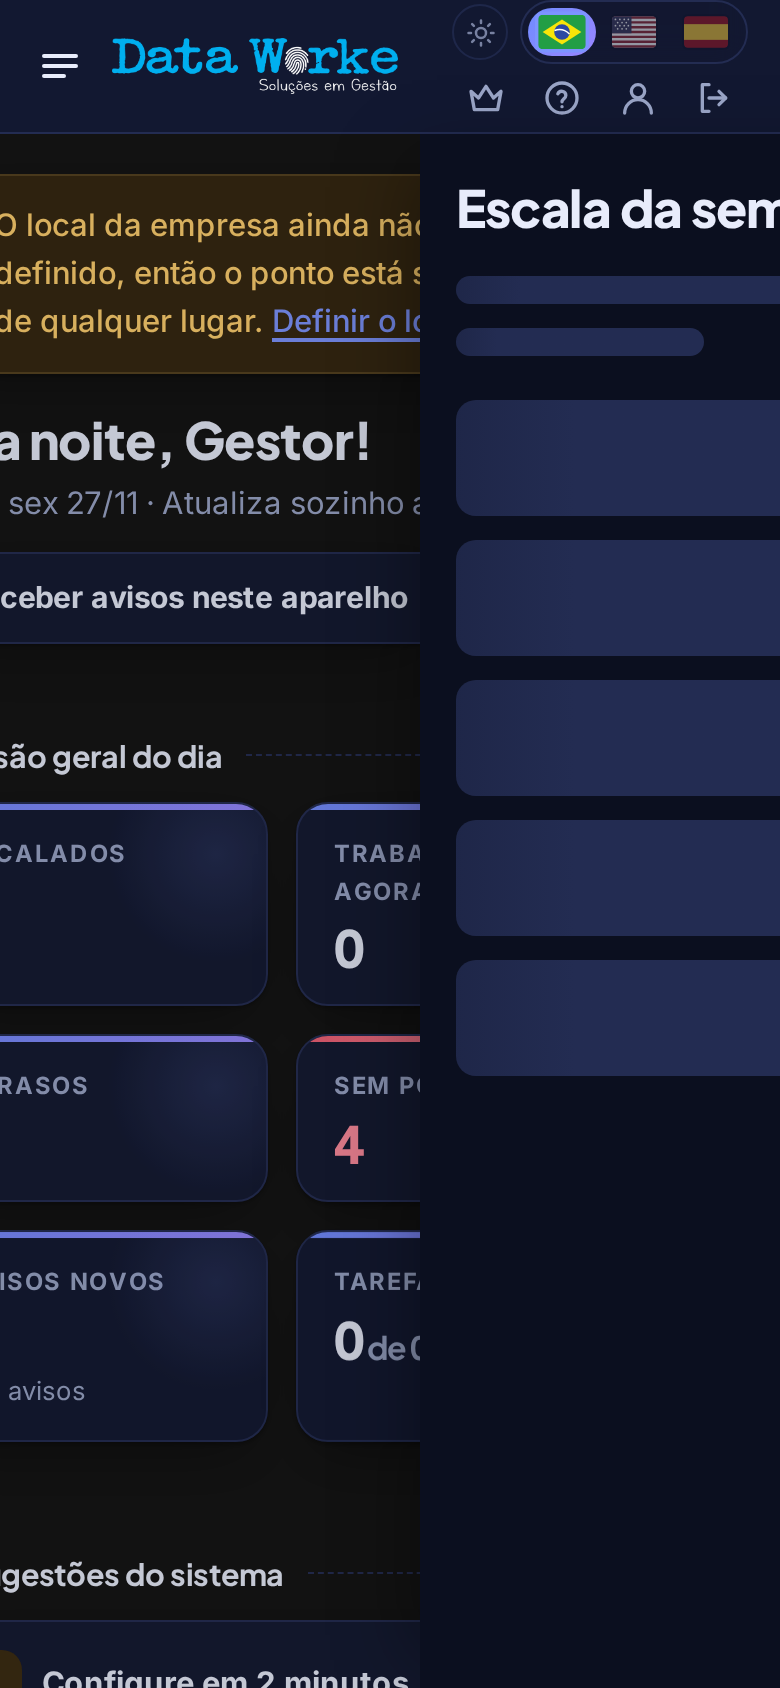 Data Worke
Soluções em Gestão
O local da empresa ainda
definido, então o ponto está
de qualquer lugar. Definir o
a noite, Gestor!
sex 27/11 · Atualiza sozinho
ceber avisos neste aparelho
são geral do dia
CALADOS
TRABA
AGORA
0
RASOS
SEM
4
ISOS NOVOS
avisos
TAREFA
0 de 0
gestões do sistema
Configure em 2 minutos
Escala da sem